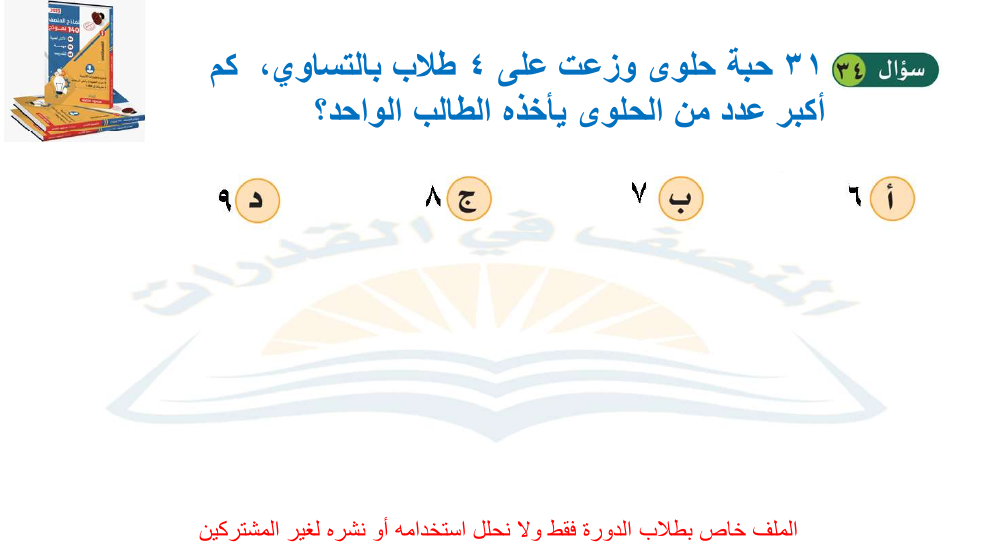 سؤال ٣٤
٣١ حبة حلوى وزعت على ٤ طلاب بالتساوي، كم
أكبر عدد من الحلوى يأخذه الطالب الواحد؟
أ ٦
ب ٧
ج ٨
د ٩
المنصف في القدرات
الملف خاص بطلاب الدورة فقط ولا نحلل استخدامه أو نشره لغير المشتركين